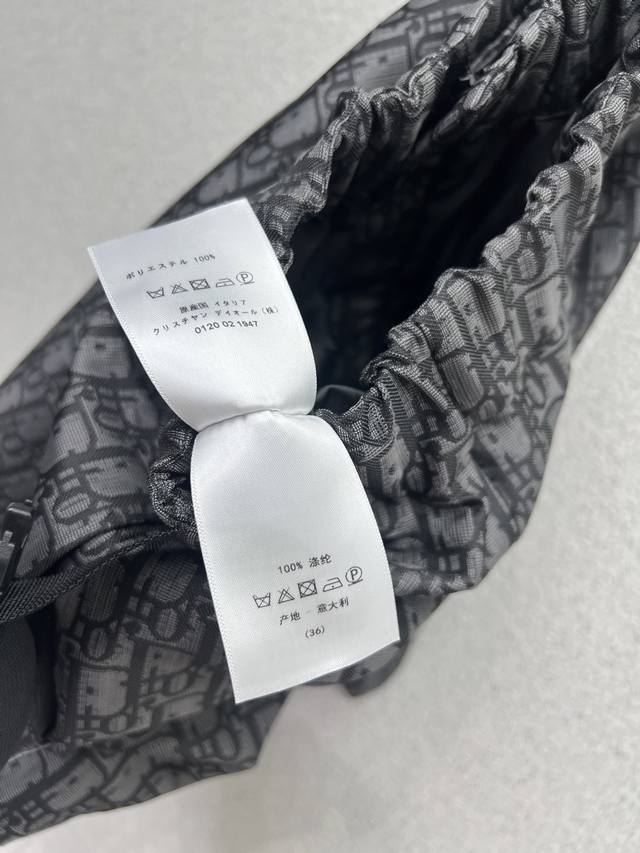 ポリエステル 100%
原産国 イタリア
クリスチャン ディオール (株)
0120 02 1947
100% 涤纶
产地 - 意大利
(36)